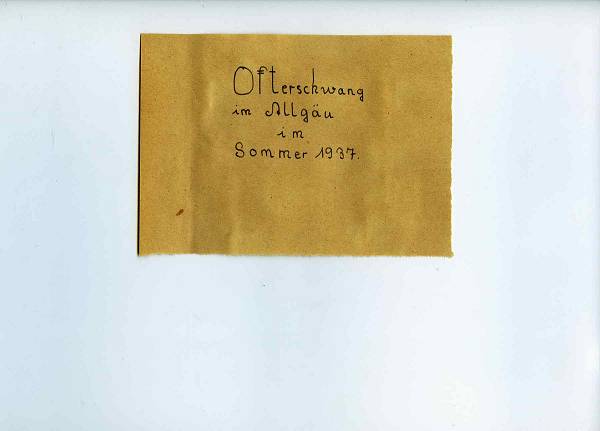 Ofterschwang
im Allgäu
im
Sommer 1937.